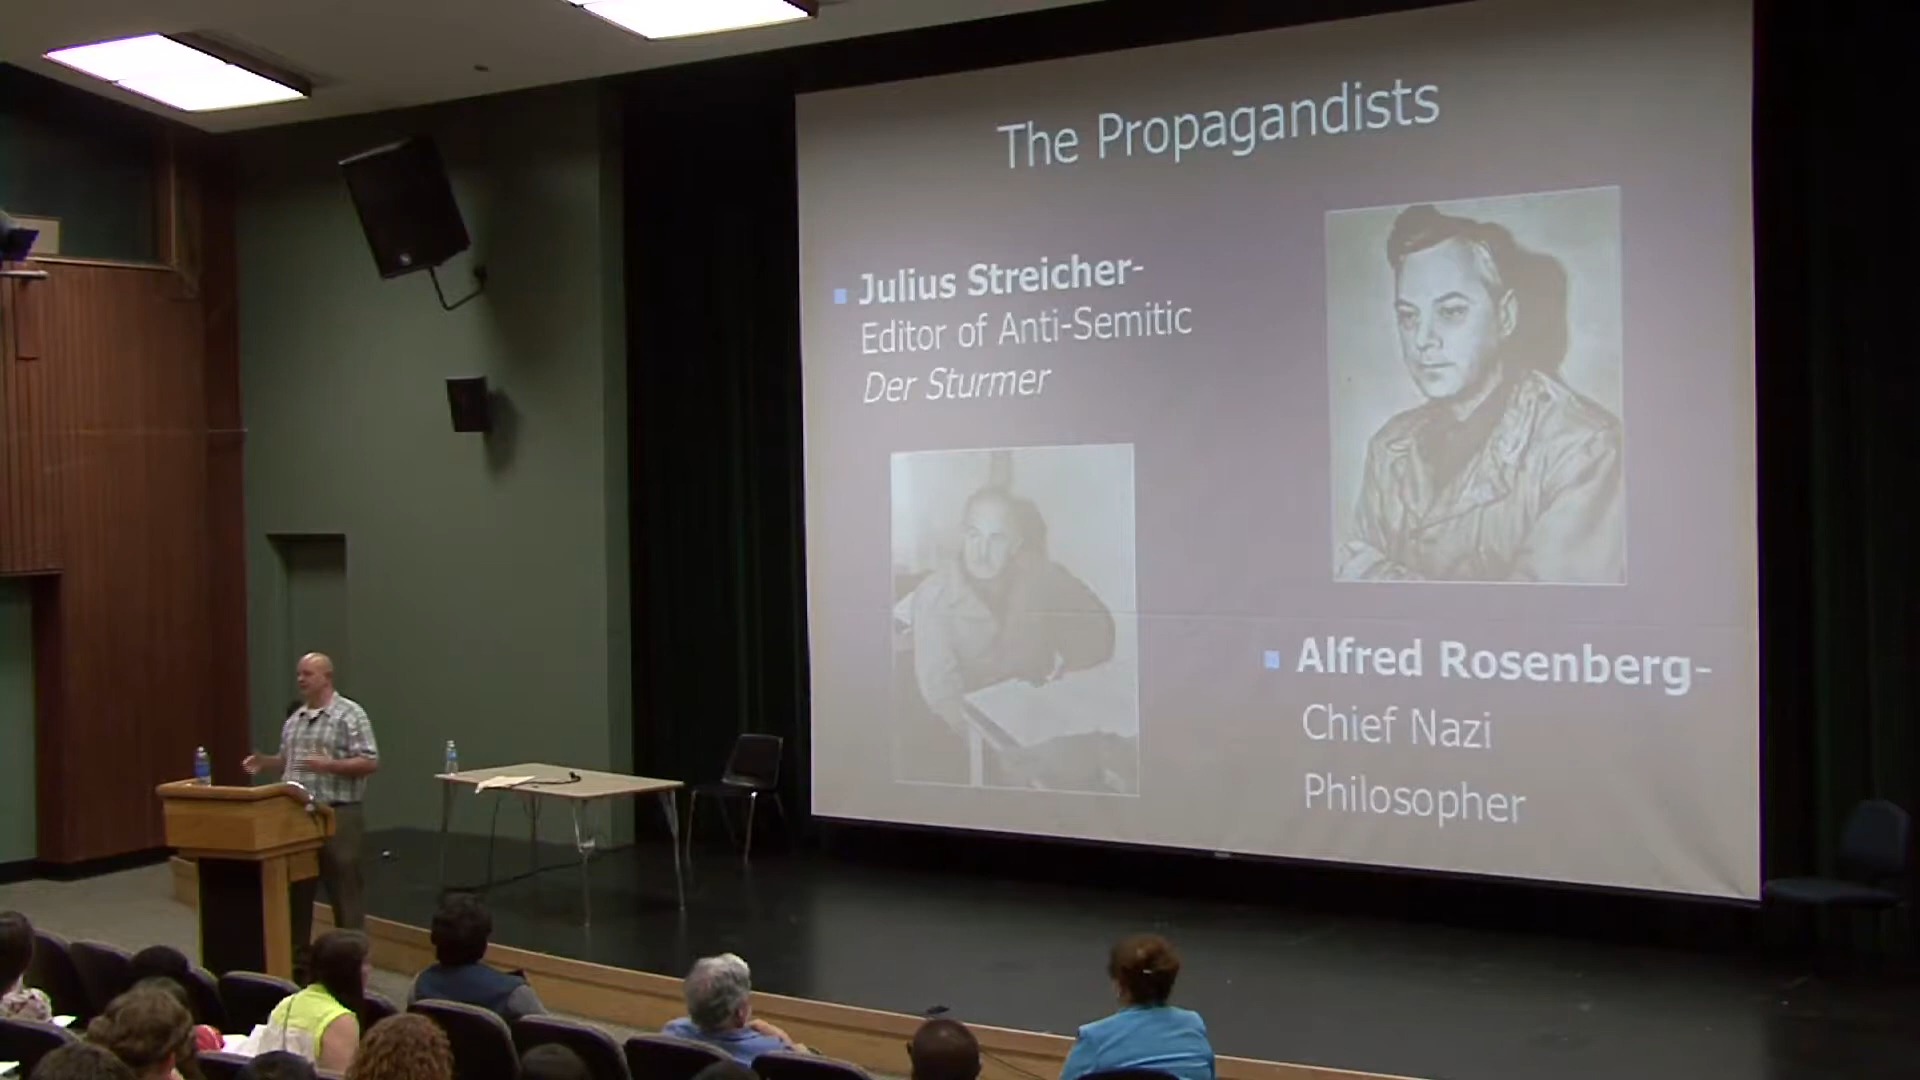 The Propagandists
Julius Streicher-
Editor of Anti-Semitic
Der Sturmer
Alfred Rosenberg-
Chief Nazi
Philosopher